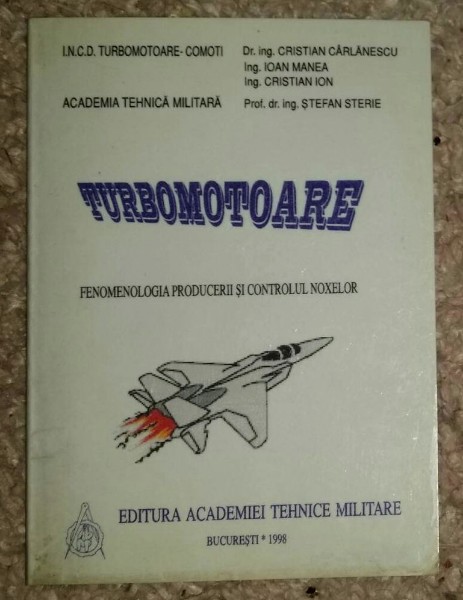 I.N.C.D. TURBOMOTOARE- COMOTI Dr. ing. CRISTIAN CÂRLĂNESCU
Ing. IOAN MANEA
Ing. CRISTIAN ION
ACADEMIA TEHNICĂ MILITARĂ Prof. dr. ing. ŞTEFAN STERIE
TURBOMOTOARE
FENOMENOLOGIA PRODUCERII ŞI CONTROLUL NOXELOR
EDITURA ACADEMIEI TEHNICE MILITARE
BUCUREŞTI * 1998